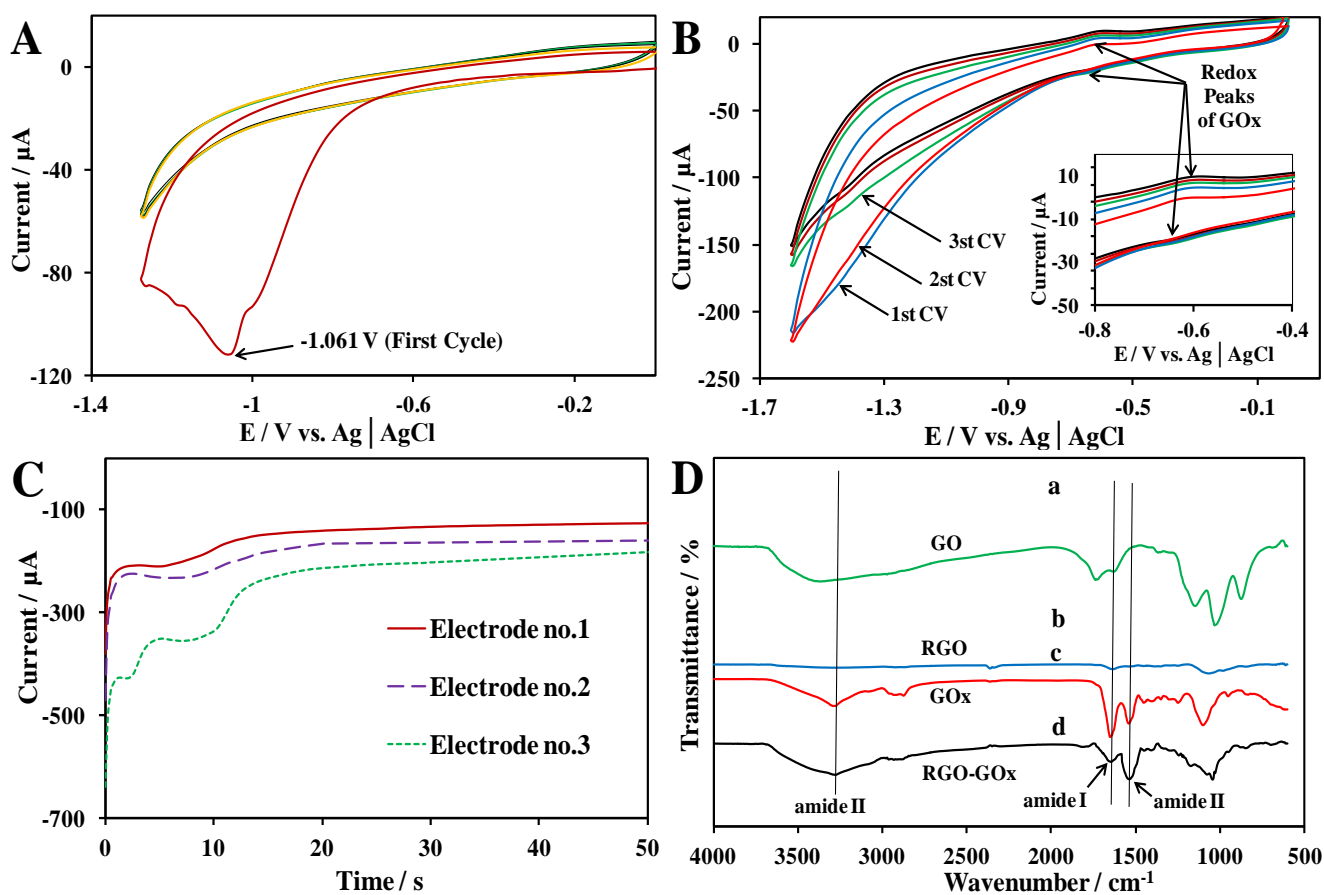 A
0
-40
-80
-120
Current / µA
-1.061 V (First Cycle)
-1.4
-1
-0.6
-0.2
E / V vs. Ag | AgCl
B
0
-50
-100
-150
-200
-250
Current / µA
Redox
Peaks
of GOx
3st CV
2st CV
1st CV
10
-10
-30
-50
Current / µA
-0.8
-0.6
-0.4
E / V vs. Ag | AgCl
-1.7
-1.3
-0.9
-0.5
-0.1
E / V vs. Ag | AgCl
C
-100
-300
-500
-700
Current / µA
Electrode no.1
Electrode no.2
Electrode no.3
0
10
20
30
40
50
Time / s
D
Transmittance / %
a
GO
b
RGO
c
GOx
d
RGO-GOx
amide II
amide I
amide II
4000
3500
3000
2500
2000
1500
1000
500
Wavenumber / cm-1